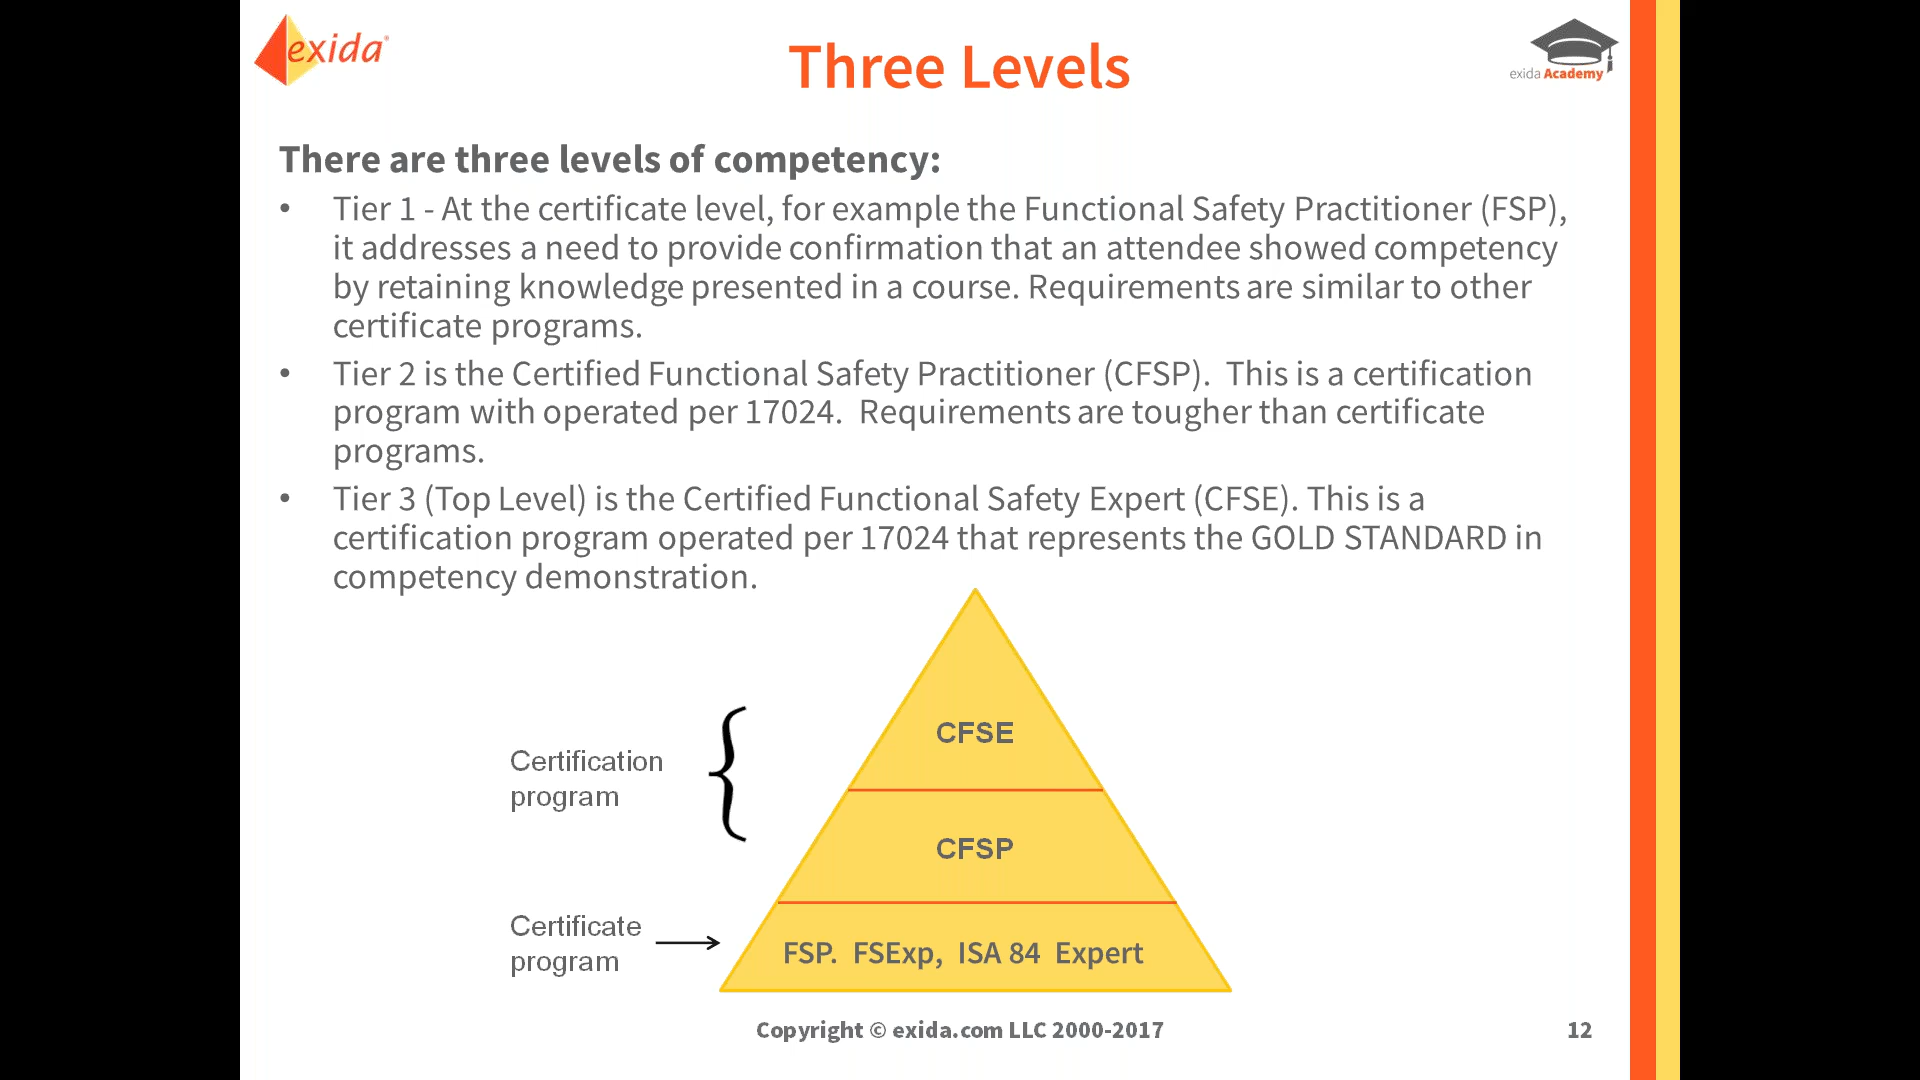 exida®
Three Levels
exida Academy
There are three levels of competency:
• Tier 1 - At the certificate level, for example the Functional Safety Practitioner (FSP),
it addresses a need to provide confirmation that an attendee showed competency
by retaining knowledge presented in a course. Requirements are similar to other
certificate programs.
• Tier 2 is the Certified Functional Safety Practitioner (CFSP).  This is a certification
program with operated per 17024.  Requirements are tougher than certificate
programs.
• Tier 3 (Top Level) is the Certified Functional Safety Expert (CFSE). This is a
certification program operated per 17024 that represents the GOLD STANDARD in
competency demonstration.
CFSE
Certification
program
CFSP
Certificate
program
FSP.  FSExp,  ISA 84  Expert
Copyright © exida.com LLC 2000-2017
12